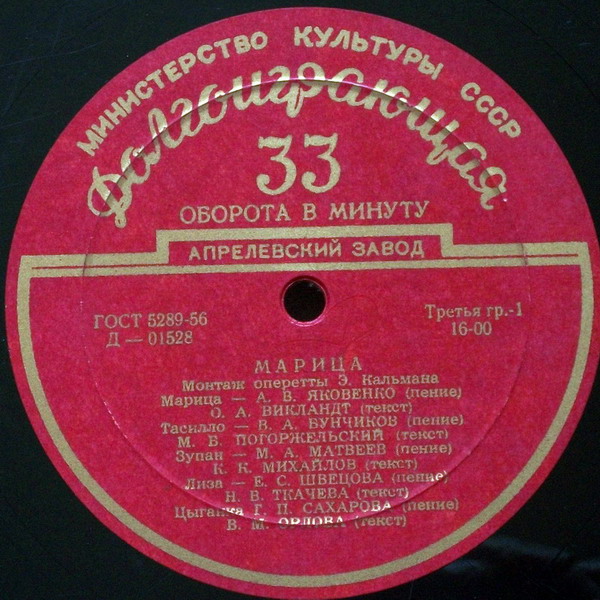 МИНИСТЕРСТВО КУЛЬТУРЫ СССР
Долгоиграющая
33
ОБОРОТА В МИНУТУ
АПРЕЛЕВСКИЙ ЗАВОД
ГОСТ 5289-56
Д — 01528
Третья гр.-1
16-00
МАРИЦА
Монтаж оперетты Э. Кальмана
Марица — А. В. ЯКОВЕНКО (пение)
О. А. ВИКЛАНДТ (текст)
Тасилло — В. А. БУНЧИКОВ (пение)
М. Б. ПОГОРЖЕЛЬСКИЙ (текст)
Зупан — М. А. МАТВЕЕВ (пение)
К. К. МИХАЙЛОВ (текст)
Лиза — Е. С. ШВЕЦОВА (пение)
Н. В. ТКАЧЕВА (текст)
Цыганка Г. П. САХАРОВА (пение)
В. М. ОРЛОВА (текст)